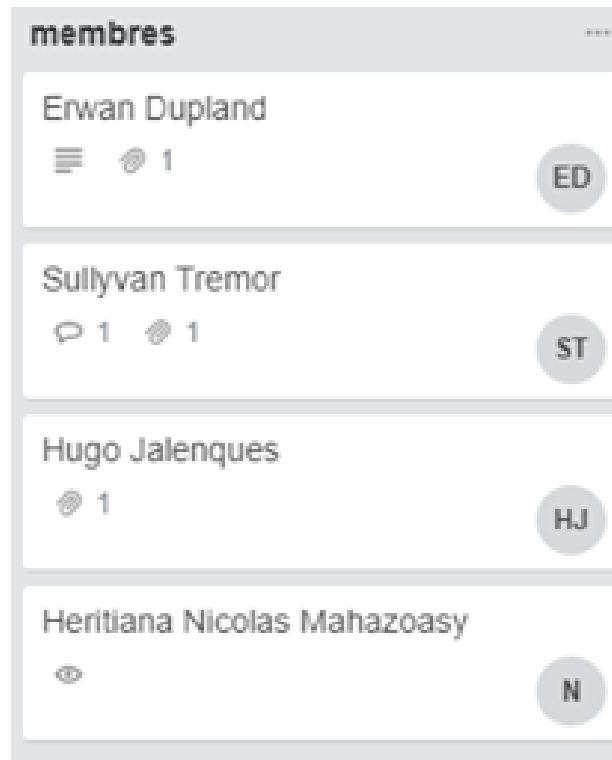 membres
Erwan Dupland
1
ED
Sullyvan Tremor
1 1
ST
Hugo Jalenques
1
HJ
Heritiana Nicolas Mahazoasy
N